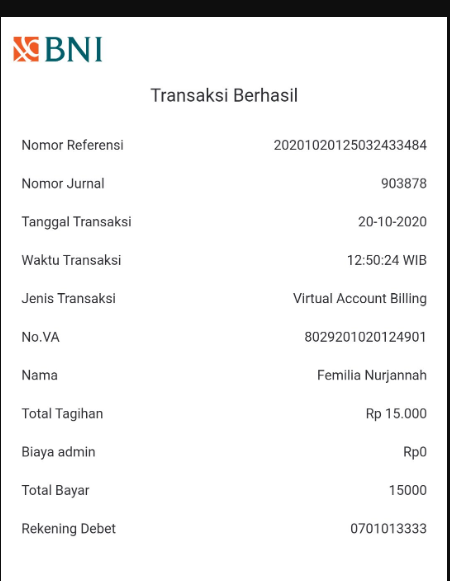 BNI
Transaksi Berhasil
Nomor Referensi 20201020125032433484
Nomor Jurnal 903878
Tanggal Transaksi 20-10-2020
Waktu Transaksi 12:50:24 WIB
Jenis Transaksi Virtual Account Billing
No.VA 8029201020124901
Nama Femilia Nurjannah
Total Tagihan Rp 15.000
Biaya admin Rp0
Total Bayar 15000
Rekening Debet 0701013333